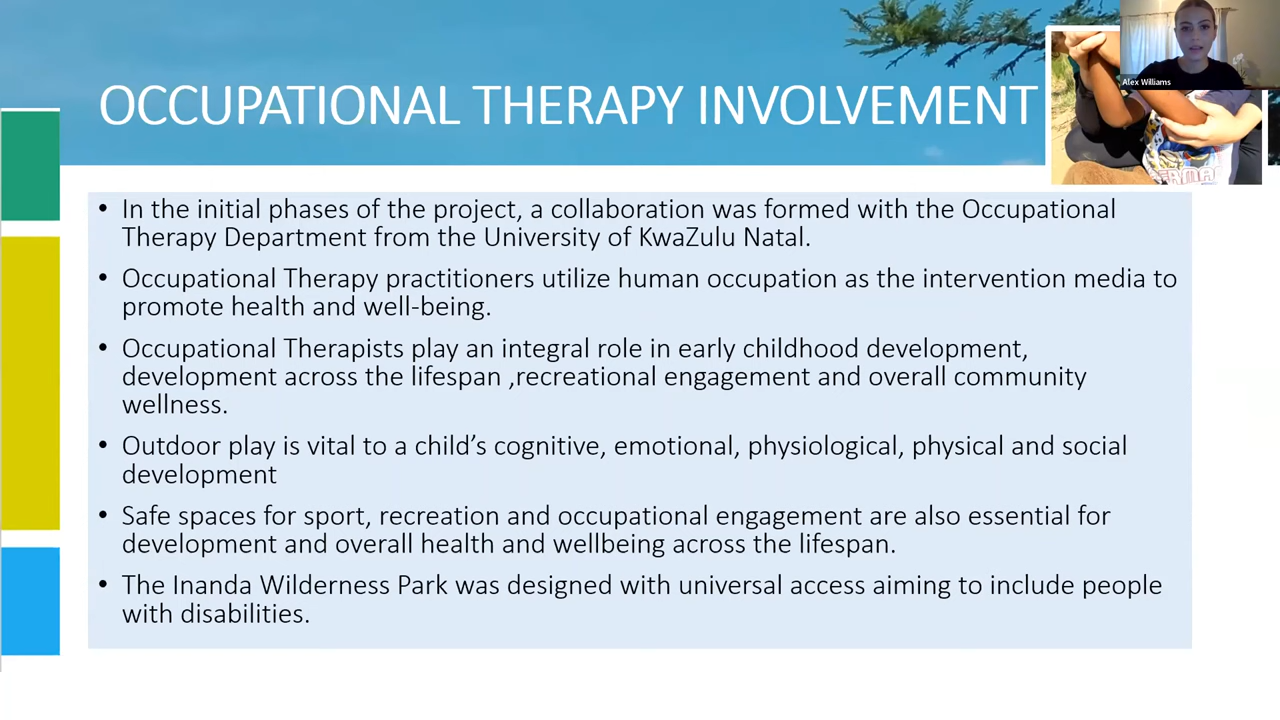 OCCUPATIONAL THERAPY INVOLVEMENT
Alex Williams
ERMA
• In the initial phases of the project, a collaboration was formed with the Occupational
Therapy Department from the University of KwaZulu Natal.
• Occupational Therapy practitioners utilize human occupation as the intervention media to
promote health and well-being.
• Occupational Therapists play an integral role in early childhood development,
development across the lifespan ,recreational engagement and overall community
wellness.
• Outdoor play is vital to a child’s cognitive, emotional, physiological, physical and social
development
• Safe spaces for sport, recreation and occupational engagement are also essential for
development and overall health and wellbeing across the lifespan.
• The Inanda Wilderness Park was designed with universal access aiming to include people
with disabilities.